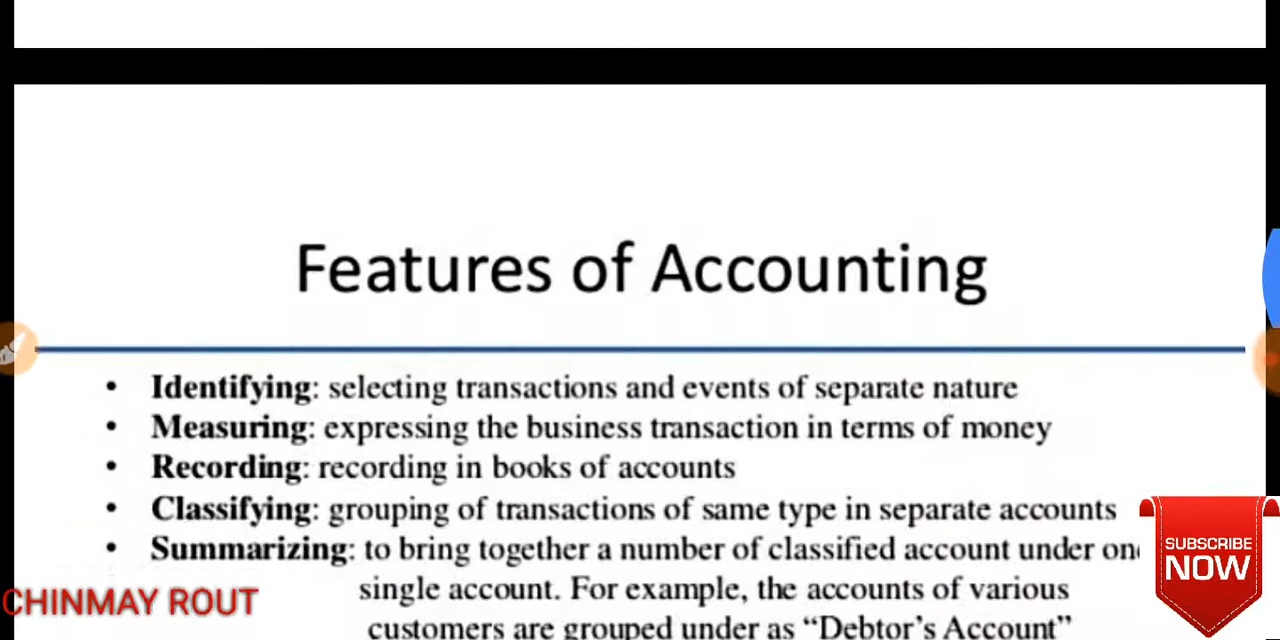 Features of Accounting
• Identifying: selecting transactions and events of separate nature
• Measuring: expressing the business transaction in terms of money
• Recording: recording in books of accounts
• Classifying: grouping of transactions of same type in separate accounts
• Summarizing: to bring together a number of classified account under one
single account. For example, the accounts of various
customers are grouped under as “Debtor’s Account”
CHINMAY ROUT
SUBSCRIBE
NOW